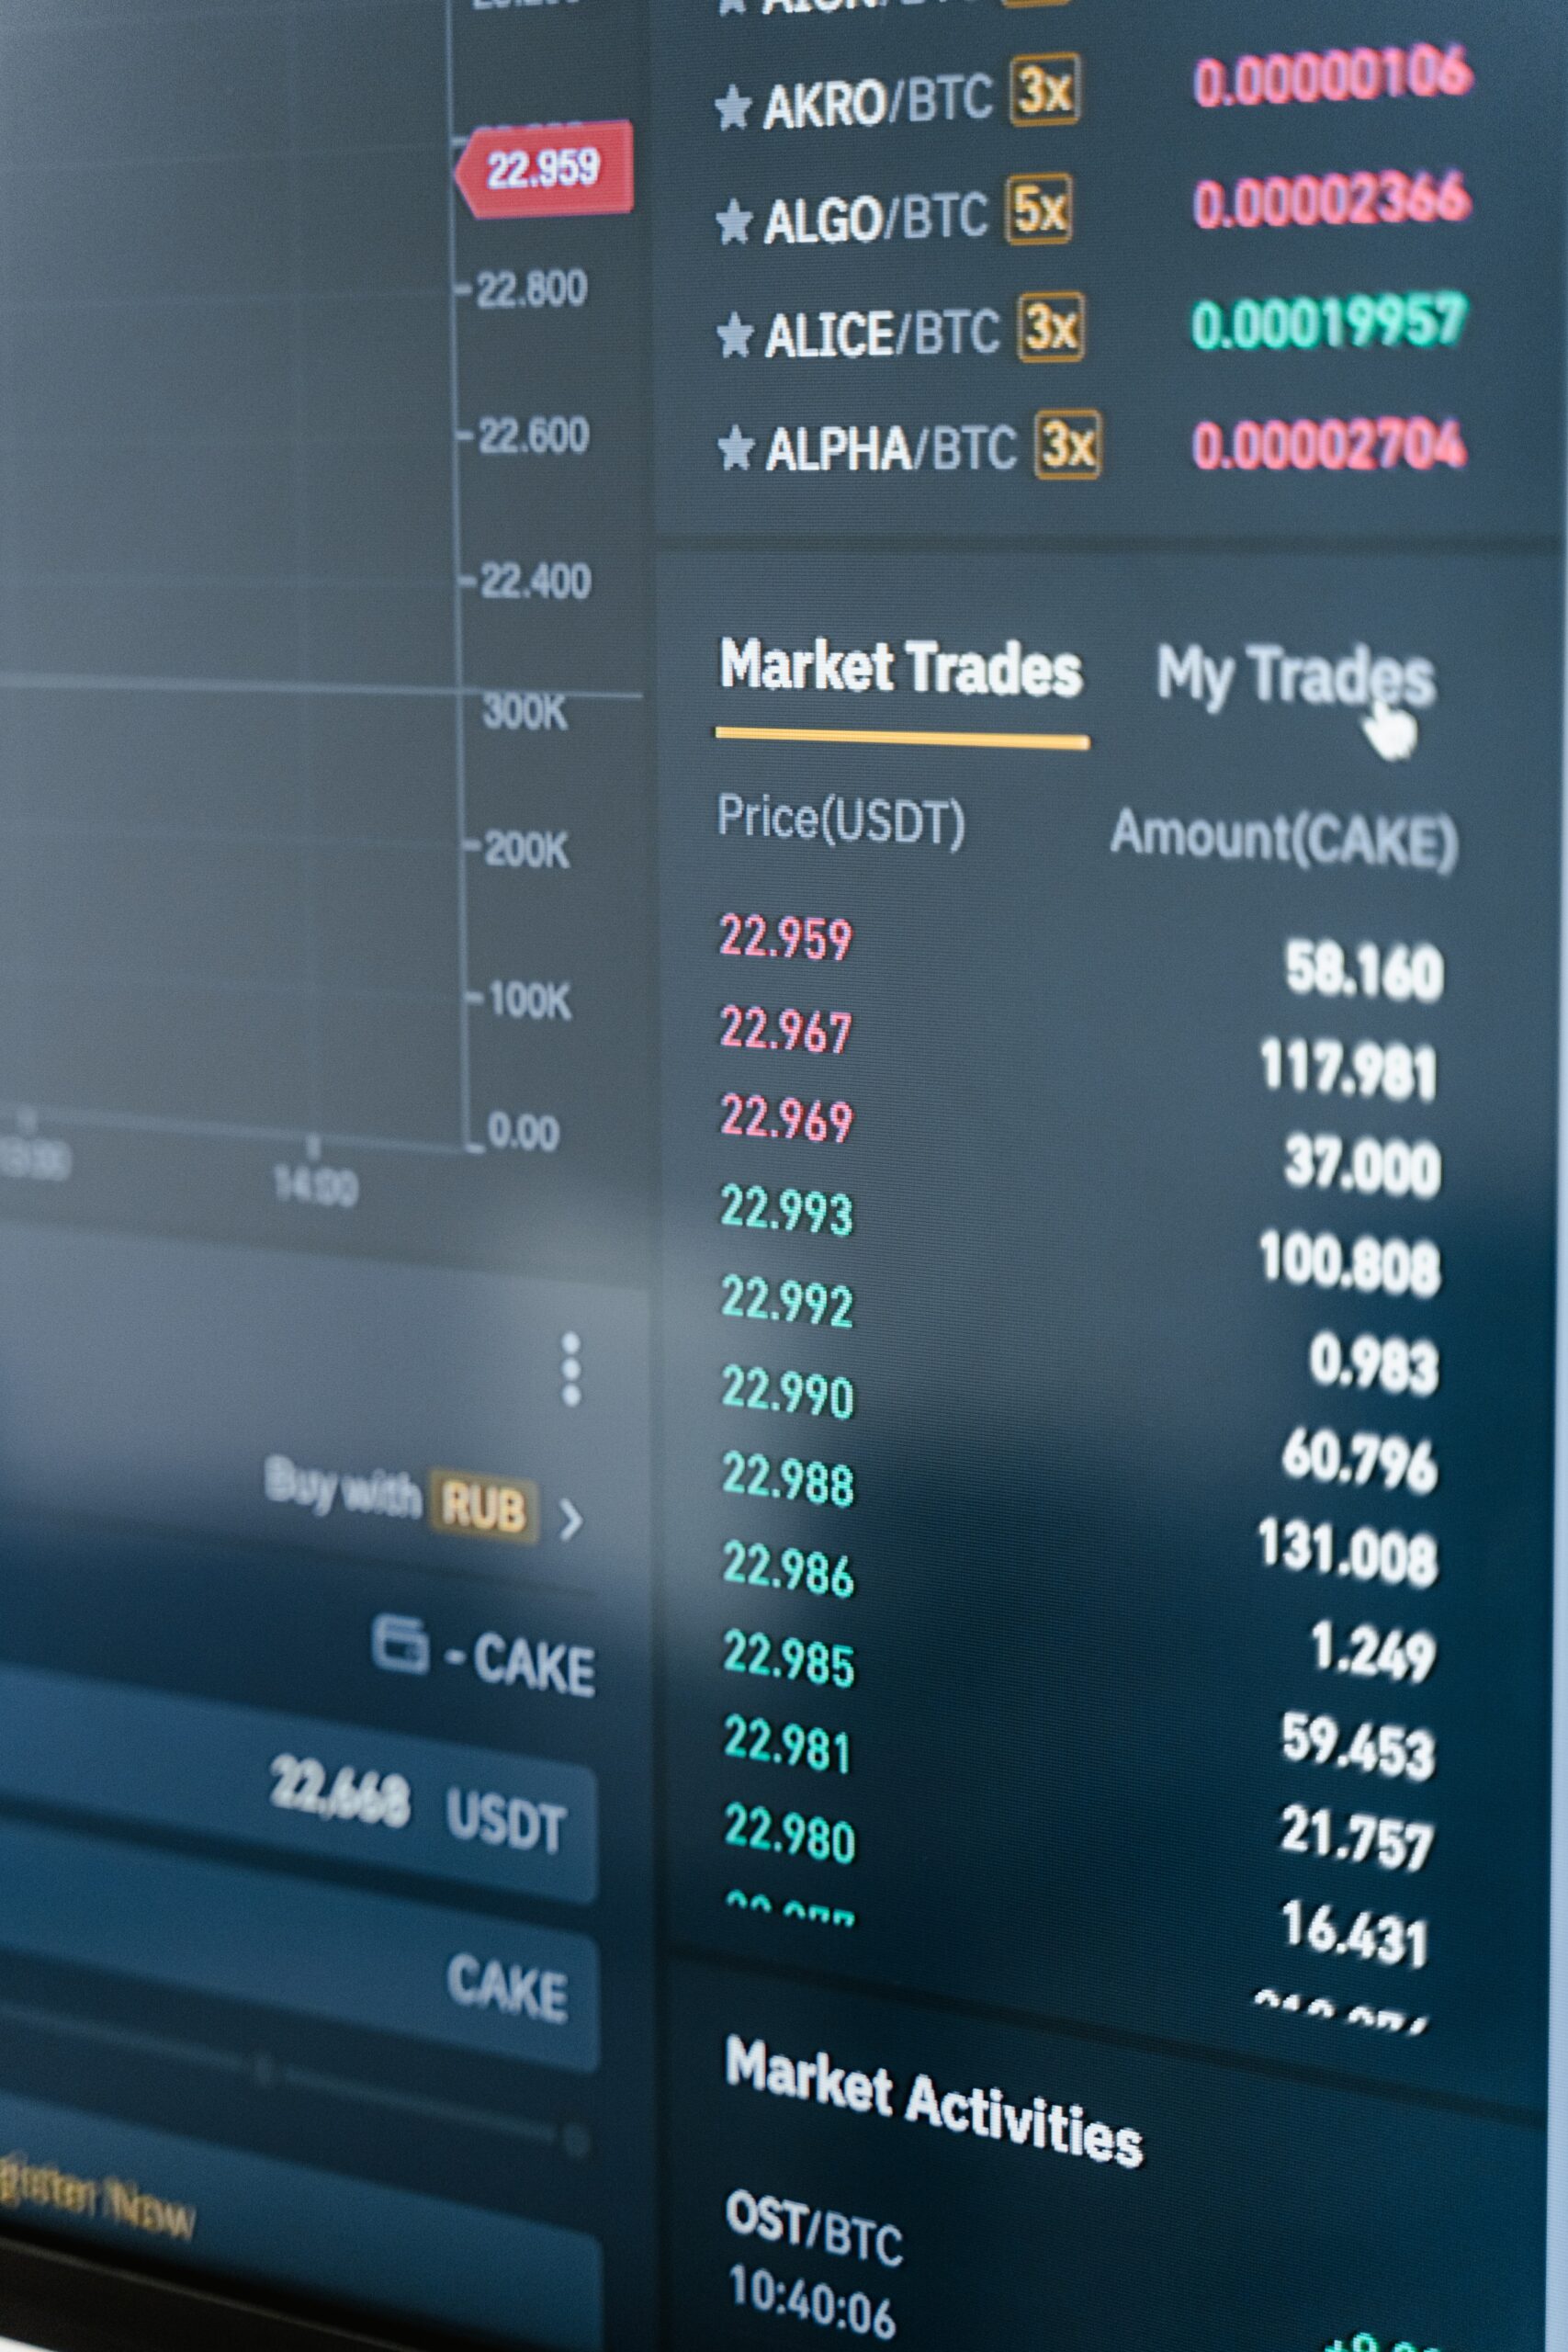 22.959
22.800
22.600
22.400
300K
200K
100K
0.00
14:00
Buy with RUB
- CAKE
22,668 USDT
CAKE
Now
AKRO/BTC 3x 0.00000106
ALGO/BTC 5x 0.00002366
ALICE/BTC 3x 0.00019957
ALPHA/BTC 3x 0.00002704
Market Trades My Trades
Price(USDT) Amount(CAKE)
22.959 58.160
22.967 117.981
22.969 37.000
22.993 100.808
22.992 0.983
22.990 60.796
22.988 131.008
22.986 1.249
22.985 59.453
22.981 21.757
22.980 16.431
Market Activities
OST/BTC
10:40:06